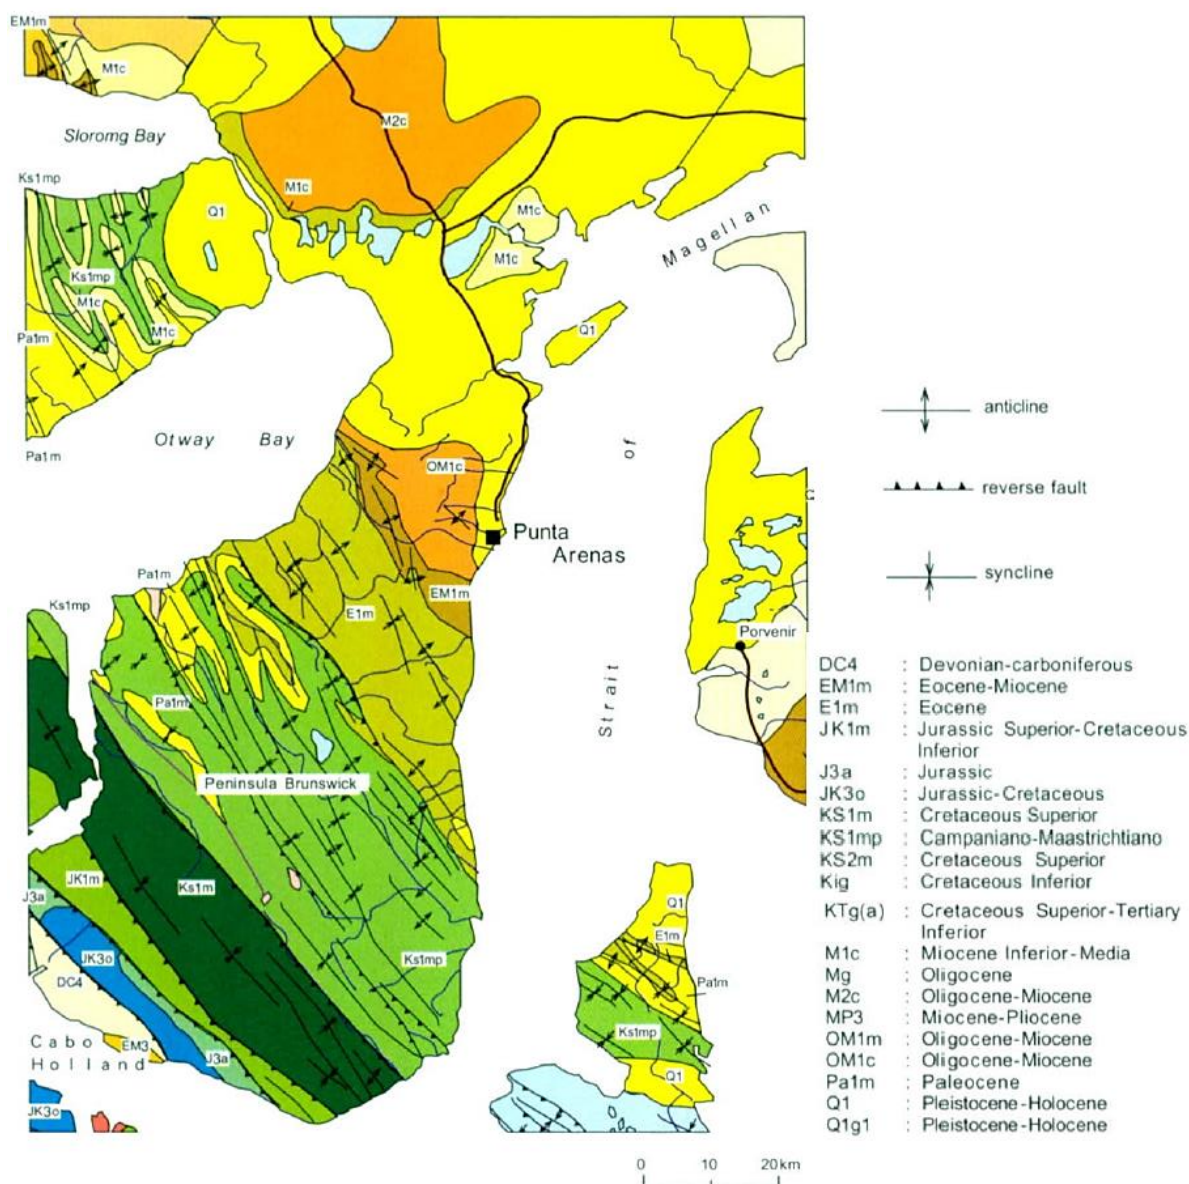 EM1m
M1c
Sloromg Bay
M2c
Ks1mp
M1c
Q1
M1c
M1c
Magellan
Ks1mp
M1c
M1c
Q1
Pa1m
Otway Bay
Pa1m
OM1c
of
anticline
reverse fault
syncline
Punta
Arenas
Pa1m
EM1m
E1m
Ks1mp
Porvenir
Strait
Pa1m
Peninsula Brunswick
Ks1m
JK1m
J3a
JK3o
DC4
Ks1mp
Q1
E1m
Pa1m
Ks1mp
Q1
Cabo
Holland
EM3
J3a
JK3o
DC4 : Devonian-carboniferous
EM1m : Eocene-Miocene
E1m : Eocene
JK1m : Jurassic Superior-Cretaceous
Inferior
J3a : Jurassic
JK3o : Jurassic-Cretaceous
KS1m : Cretaceous Superior
KS1mp : Campaniano-Maastrichtiano
KS2m : Cretaceous Superior
Kig : Cretaceous Inferior
KTg(a) : Cretaceous Superior-Tertiary
Inferior
M1c : Miocene Inferior-Media
Mg : Oligocene
M2c : Oligocene-Miocene
MP3 : Miocene-Pliocene
OM1m : Oligocene-Miocene
OM1c : Oligocene-Miocene
Pa1m : Paleocene
Q1 : Pleistocene-Holocene
Q1g1 : Pleistocene-Holocene
0 10 20km